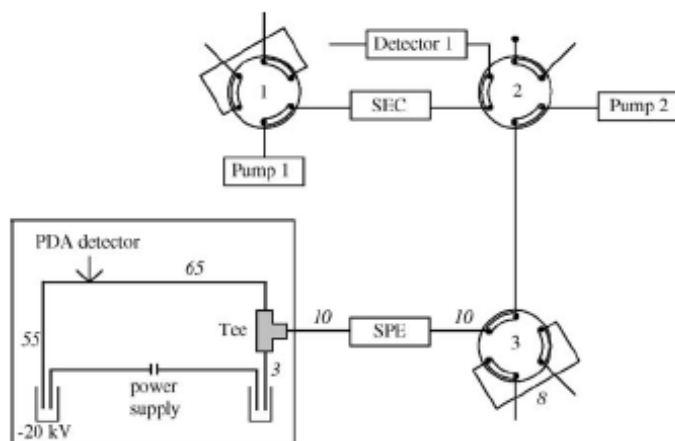 Detector 1
1
SEC
2
Pump 2
Pump 1
PDA detector
65
Tee
10
SPE
10
3
55
3
8
power
supply
-20 kV